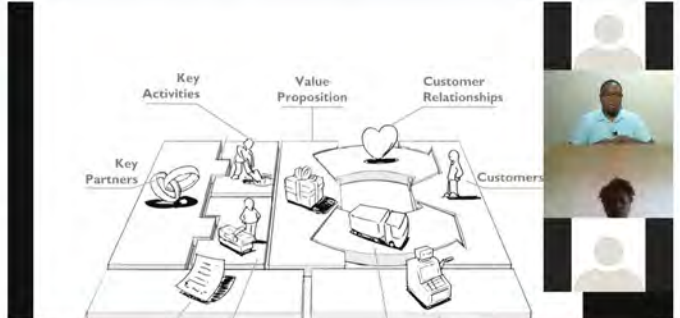 Key
Activities
Value
Proposition
Customer
Relationships
Key
Partners
Customers